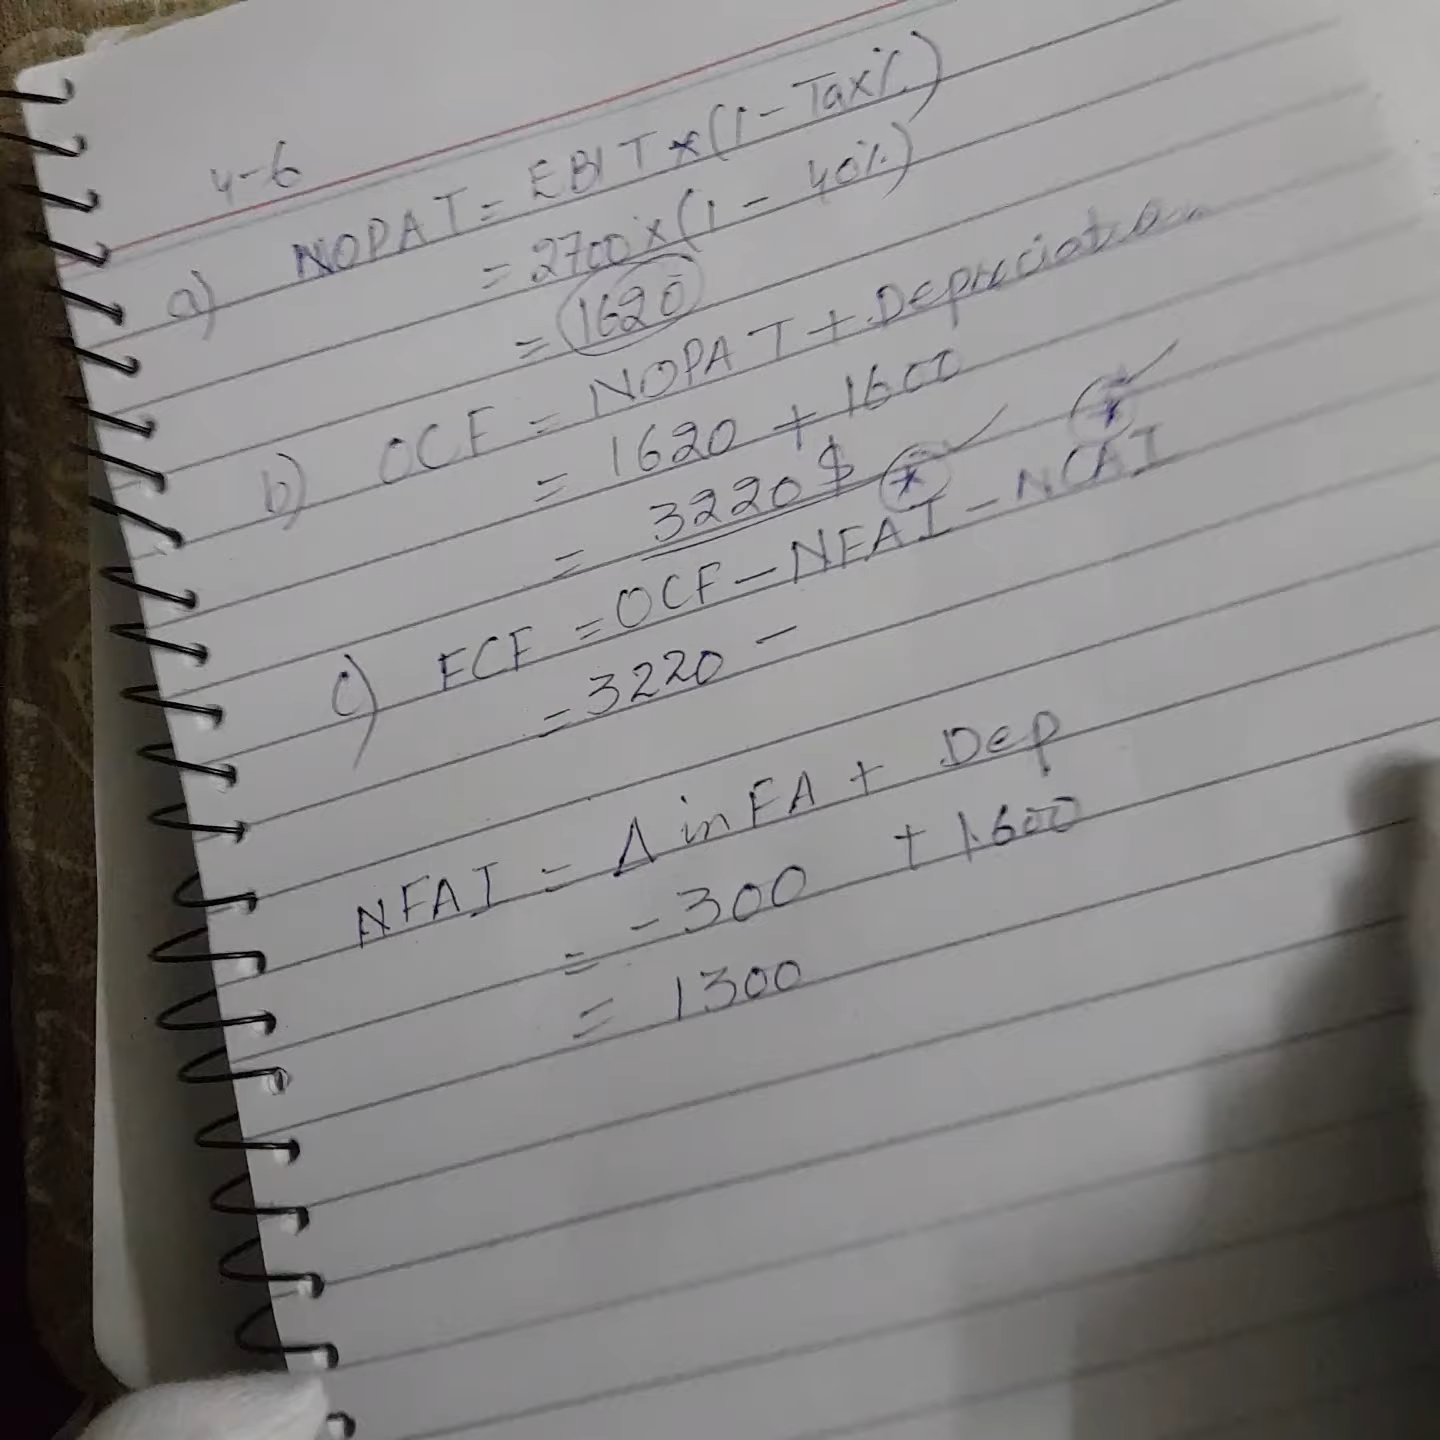 4-6
a) NOPAT = EBIT * (1 - Tax%)
= 2700 * (1 - 40%)
= 1620
b) OCF = NOPAT + Depreciation
= 1620 + 1600
= 3220$
c) FCF = OCF - NFAI - NCAI
= 3220 -
NFAI = Δ in FA + Dep
= -300 + 1600
= 1300